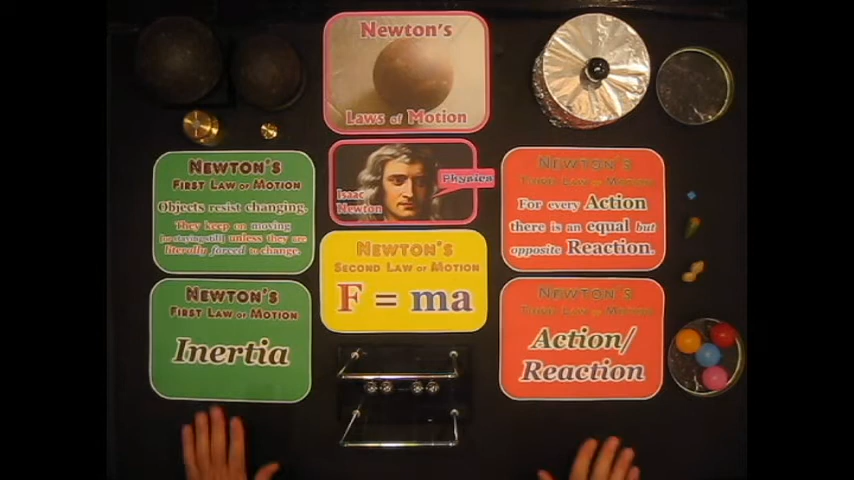 Newton's
Laws of Motion
Isaac
Newton
Physics
Newton's
First Law of Motion
Objects resist changing.
They keep on moving
[or staying still] unless they are
literally forced to change.
Newton's
Second Law of Motion
F = ma
Newton's
Third Law of Motion
For every Action
there is an equal but
opposite Reaction.
Newton's
First Law of Motion
Inertia
Newton's
Third Law of Motion
Action/
Reaction